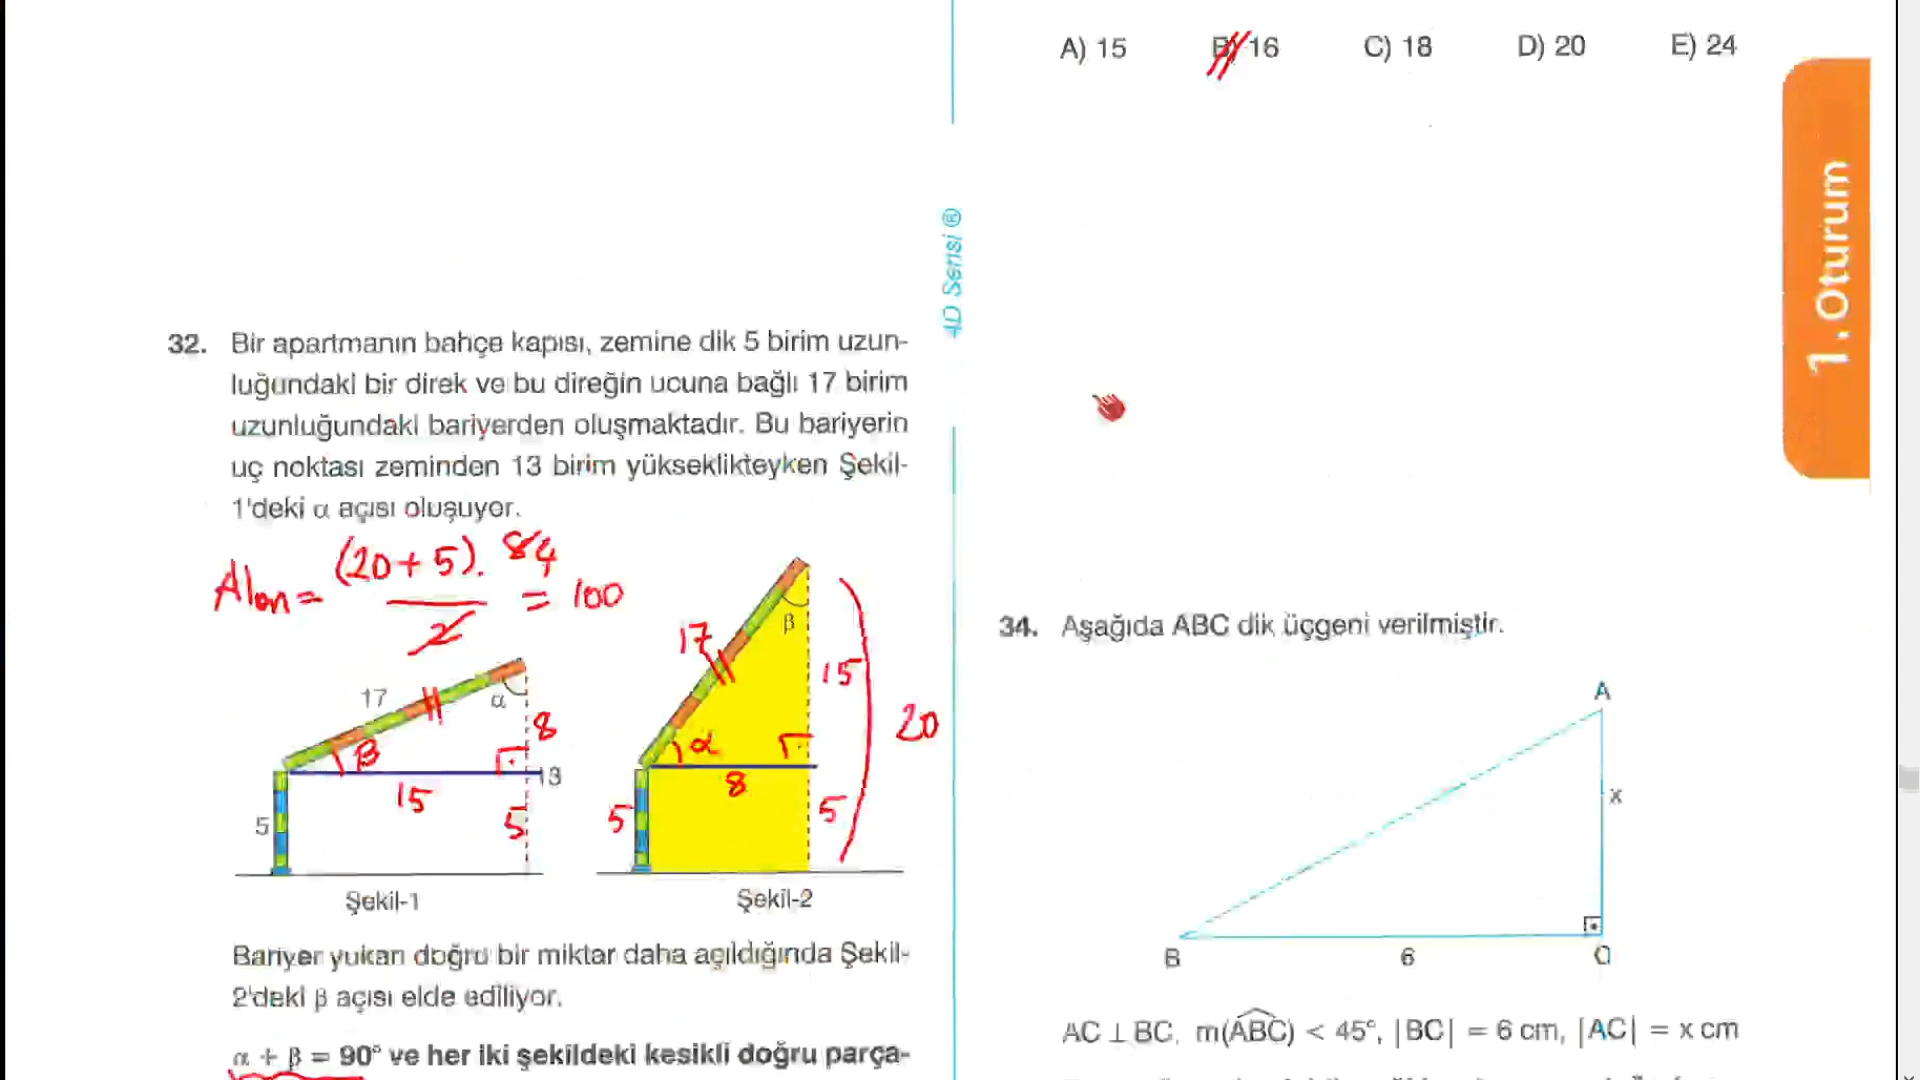 32. Bir apartmanın bahçe kapısı, zemine dik 5 birim uzun-
luğundaki bir direk ve bu direğin ucuna bağlı 17 birim
uzunluğundaki bariyerden oluşmaktadır. Bu bariyerin
uç noktası zeminden 13 birim yükseklikteyken Şekil-
1'deki α açısı oluşuyor.
Alan = (20+5). 84
2
= 100
17
α
8
β
15
13
5
5
Şekil-1
17
β
15
20
α
8
5
5
Şekil-2
Bariyer yukarı doğru bir miktar daha açıldığında Şekil-
2'deki β açısı elde ediliyor.
α + β = 90° ve her iki şekildeki kesikli doğru parça-
4D Serisi ®
A) 15 B) 16 C) 18 D) 20 E) 24
1. Oturum
34. Aşağıda ABC dik üçgeni verilmiştir.
A
x
B
6
C
AC ⊥ BC, m(ABC) < 45°, |BC| = 6 cm, |AC| = x cm